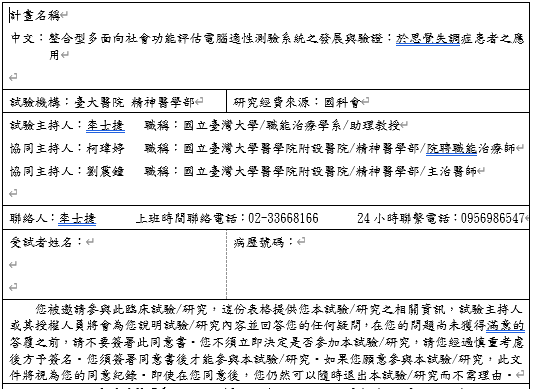 計畫名稱
中文：整合型多面向社會功能評估電腦適性測驗系統之發展與驗證：於思覺失調症患者之應
用
試驗機構：臺大醫院 精神醫學部 研究經費來源：國科會
試驗主持人：李士捷 職稱：國立臺灣大學/職能治療學系/助理教授
協同主持人：柯瑋婷 職稱：國立臺灣大學醫學院附設醫院/精神醫學部/院聘職能治療師
協同主持人：劉震鐘 職稱：國立臺灣大學醫學院附設醫院/精神醫學部/主治醫師
聯絡人：李士捷 上班時間聯絡電話：02-33668166 24 小時聯繫電話：0956986547
受試者姓名： 病歷號碼：
您被邀請參與此臨床試驗/研究，這份表格提供您本試驗/研究之相關資訊，試驗主持人
或其授權人員將會為您說明試驗/研究內容並回答您的任何疑問，在您的問題尚未獲得滿意的
答覆之前，請不要簽署此同意書。您不須立即決定是否參加本試驗/研究，請您經過慎重考慮
後方予簽名。您須簽署同意書後才能參與本試驗/研究。如果您願意參與本試驗/研究，此文
件將視為您的同意紀錄。即使在您同意後，您仍然可以隨時退出本試驗/研究而不需理由。